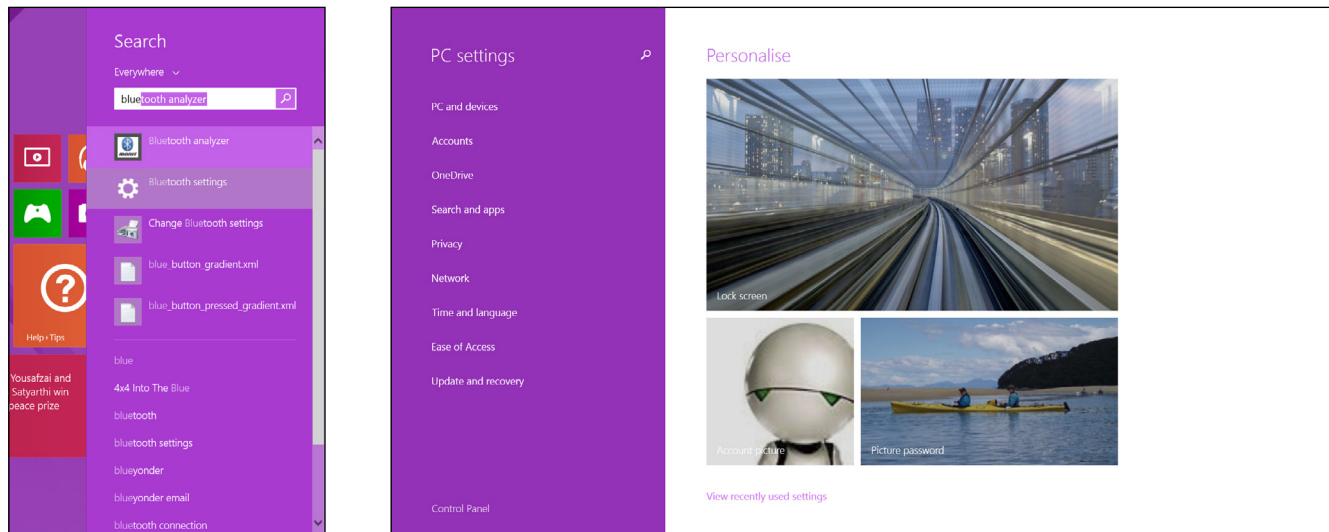 Search
Everywhere
bluetooth analyzer
Bluetooth analyzer
Bluetooth settings
Change Bluetooth settings
blue_button_gradient.xml
blue_button_pressed_gradient.xml
blue
4x4 Into The Blue
bluetooth
bluetooth settings
blueyonder
blueyonder email
bluetooth connection
Help+Tips
Yousafzai and
Satyarthi win
peace prize
PC settings
PC and devices
Accounts
OneDrive
Search and apps
Privacy
Network
Time and language
Ease of Access
Update and recovery
Control Panel
Personalise
Lock screen
Account picture
Picture password
View recently used settings